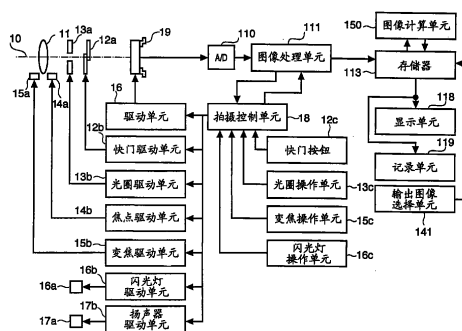 10
11
13a
12a
19
15a
14a
110
A/D
111
图像处理单元
150
图像计算单元
113
存储器
16
驱动单元
18
拍摄控制单元
118
显示单元
12b
快门驱动单元
12c
快门按钮
119
记录单元
13b
光圈驱动单元
光圈操作单元
13c
输出图像
选择单元
141
14b
焦点驱动单元
变焦操作单元
15c
15b
变焦驱动单元
闪光灯
操作单元
16c
16a
16b
闪光灯
驱动单元
17a
17b
扬声器
驱动单元